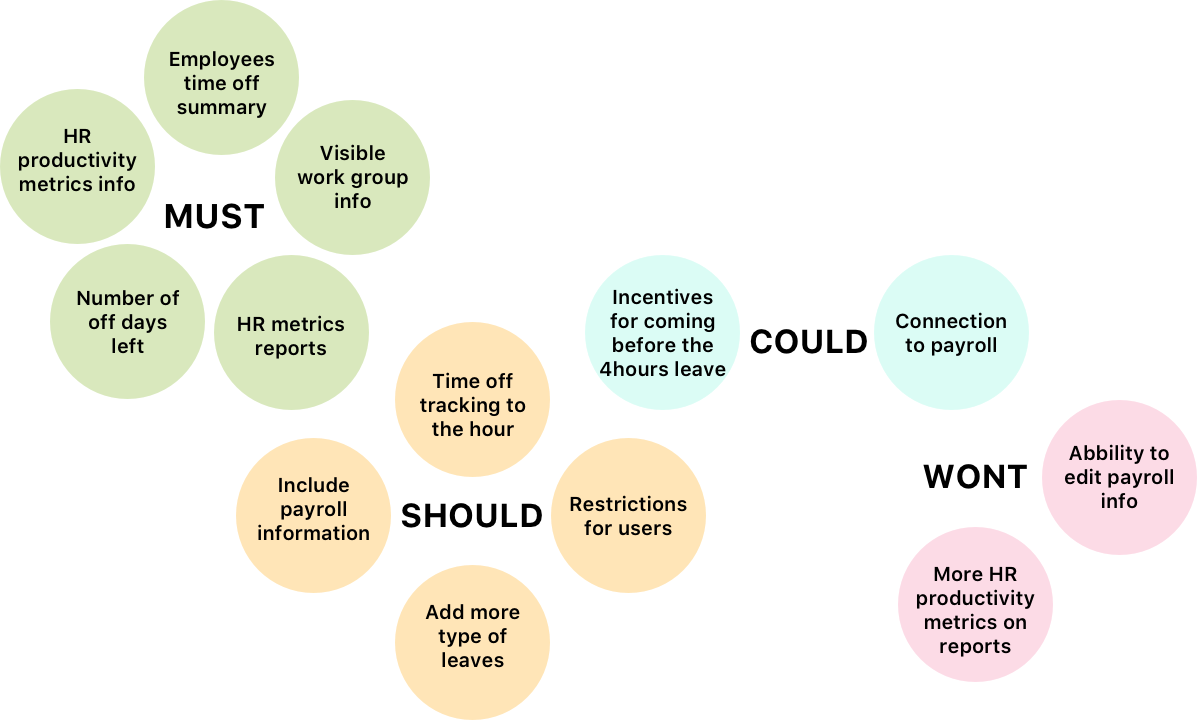 Employees
time off
summary
HR
productivity
metrics info
Visible
work group
info
MUST
Number of
off days
left
HR metrics
reports
Incentives
for coming
before the
4hours leave
COULD
Connection
to payroll
Time off
tracking to
the hour
Include
payroll
information
SHOULD
Restrictions
for users
Add more
type of
leaves
WONT
Abbility to
edit payroll
info
More HR
productivity
metrics on
reports